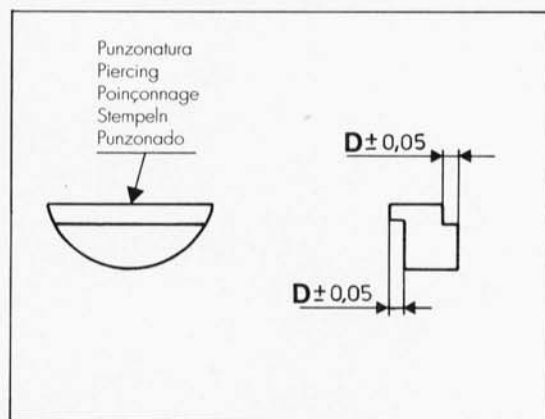 Punzonatura
Piercing
Poinçonnage
Stempeln
Punzonado
D ± 0,05
D ± 0,05